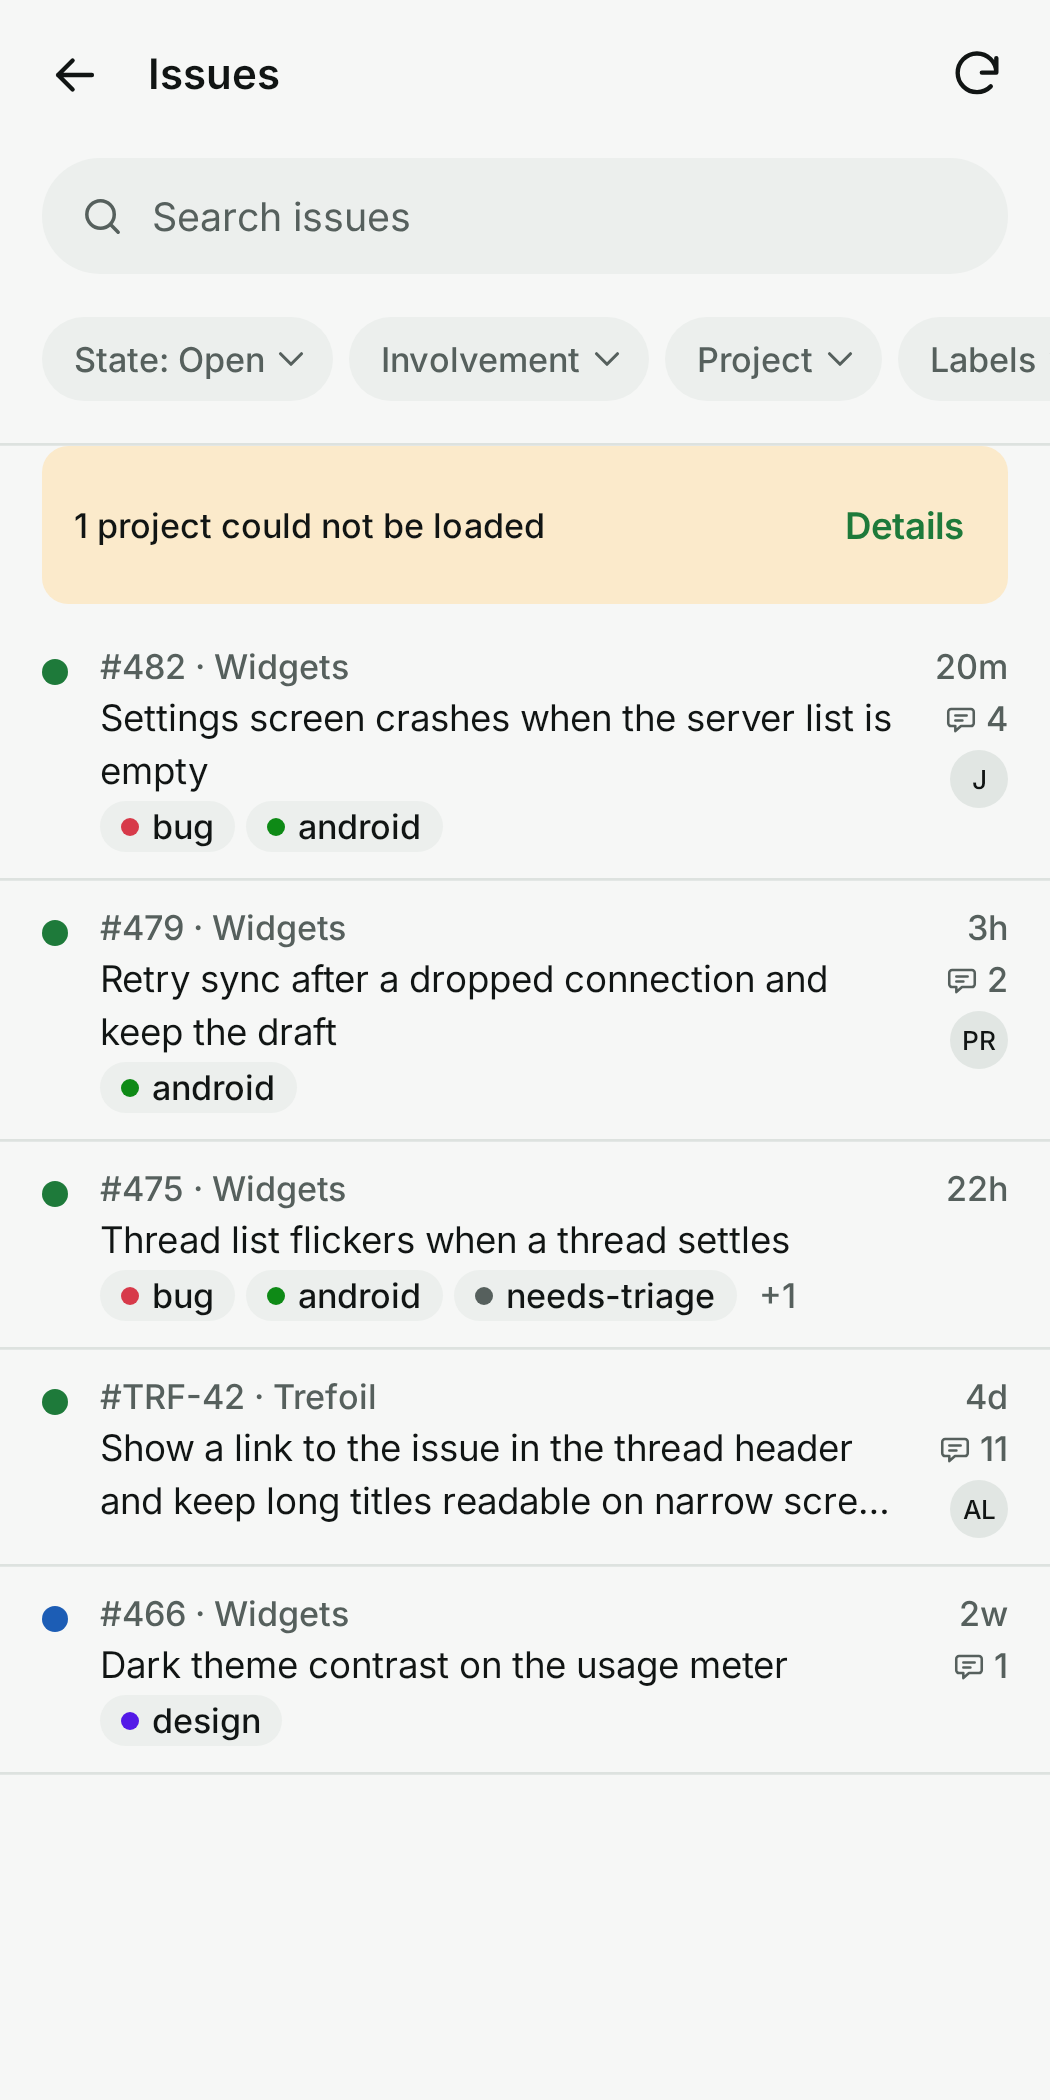 Issues
Search issues
State: Open
Involvement
Project
Labels
1 project could not be loaded
Details
#482 · Widgets
20m
Settings screen crashes when the server list is
4
empty
J
bug
android
#479 · Widgets
3h
Retry sync after a dropped connection and
2
keep the draft
PR
android
#475 · Widgets
22h
Thread list flickers when a thread settles
bug
android
needs-triage
+1
#TRF-42 · Trefoil
4d
Show a link to the issue in the thread header
11
and keep long titles readable on narrow scre...
AL
#466 · Widgets
2w
Dark theme contrast on the usage meter
1
design